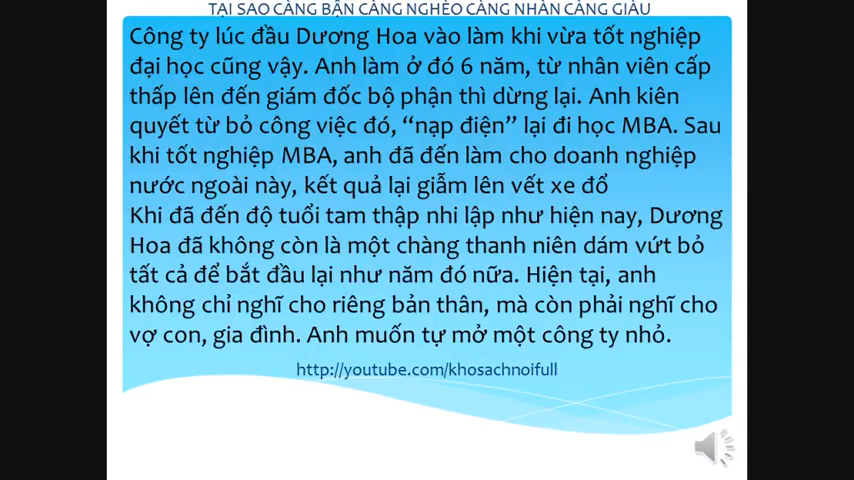 TẠI SAO CÀNG BẬN CÀNG NGHÈO CÀNG NHÀN CÀNG GIÀU
Công ty lúc đầu Dương Hoa vào làm khi vừa tốt nghiệp
đại học cũng vậy. Anh làm ở đó 6 năm, từ nhân viên cấp
thấp lên đến giám đốc bộ phận thì dừng lại. Anh kiên
quyết từ bỏ công việc đó, “nạp điện” lại đi học MBA. Sau
khi tốt nghiệp MBA, anh đã đến làm cho doanh nghiệp
nước ngoài này, kết quả lại giẫm lên vết xe đổ
Khi đã đến độ tuổi tam thập nhi lập như hiện nay, Dương
Hoa đã không còn là một chàng thanh niên dám vứt bỏ
tất cả để bắt đầu lại như năm đó nữa. Hiện tại, anh
không chỉ nghĩ cho riêng bản thân, mà còn phải nghĩ cho
vợ con, gia đình. Anh muốn tự mở một công ty nhỏ.
http://youtube.com/khosachnoifull